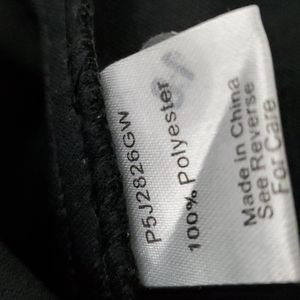 P5J2826GW
100% Polyester
Made in China
See Reverse
For Care